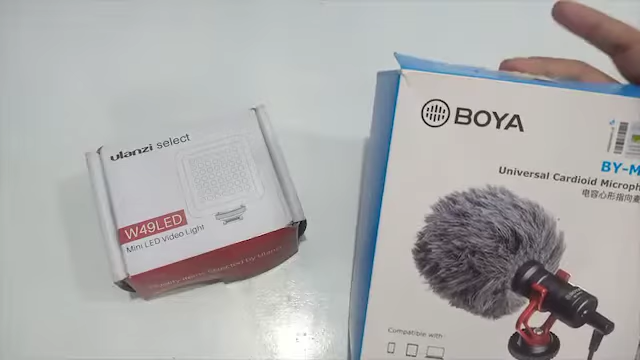 ulanzi select
W49LED
Mini LED Video Light
BOYA
BY-M
Universal Cardioid Microph
电容心形指向麦
Compatible with :